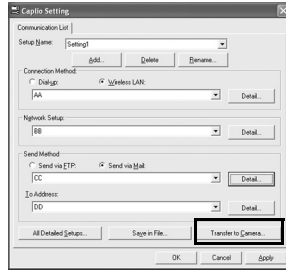 Caplio Setting
Communication List
Setup Name: Setting1
Add... Delete Rename...
Connection Method:
Dial-up: Wireless LAN:
AA Detail...
Network Setup:
BB Detail...
Send Method
Send via FTP: Send via Mail:
CC Detail...
To Address:
DD Detail...
All Detailed Setups... Save in File... Transfer to Camera...
OK Cancel Apply